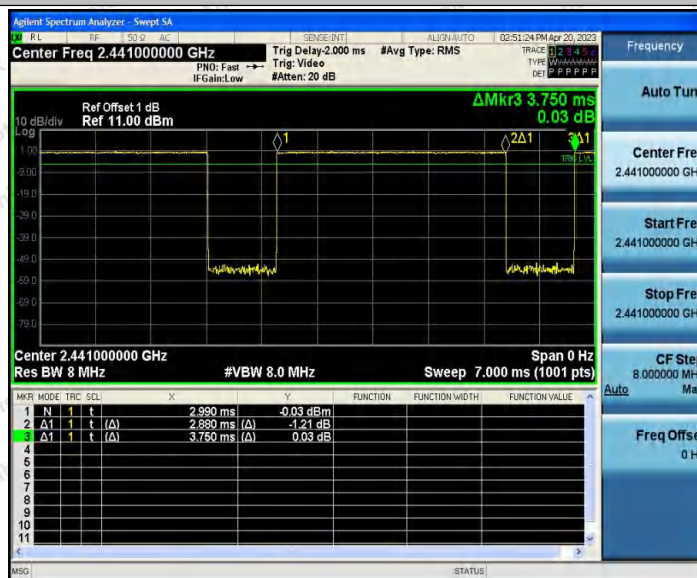 Agilent Spectrum Analyzer - Swept SA
RL RF 50 Ω AC SENSE:INT ALIGN AUTO 02:51:24 PM Apr 20, 2023
Center Freq 2.441000000 GHz Trig Delay-2.000 ms #Avg Type: RMS TRACE 1 2 3 4 5 6
PNO: Fast Trig: Video TYPE
IFGain:Low #Atten: 20 dB DET P P P P P P
Frequency
ΔMkr3 3.750 ms
0.03 dB
Ref Offset 1 dB
10 dB/div Ref 11.00 dBm
Log
1 2Δ1 3Δ1
1.00
TRIG LVL
-9.00
-19.0
-29.0
-39.0
-49.0
-59.0
-69.0
-79.0
Center 2.441000000 GHz Span 0 Hz
Res BW 8 MHz #VBW 8.0 MHz Sweep 7.000 ms (1001 pts)
MKR MODE TRC SCL X Y FUNCTION FUNCTION WIDTH FUNCTION VALUE
1 N 1 t 2.990 ms -0.03 dBm
2 Δ1 1 t (Δ) 2.880 ms (Δ) -1.21 dB
3 Δ1 1 t (Δ) 3.750 ms (Δ) 0.03 dB
4
5
6
7
8
9
10
11
MSG STATUS
Auto Tun
Center Fre
2.441000000 GH
Start Fre
2.441000000 GH
Stop Fre
2.441000000 GH
CF Ste
8.000000 MH
Auto Ma
Freq Offse
0 H